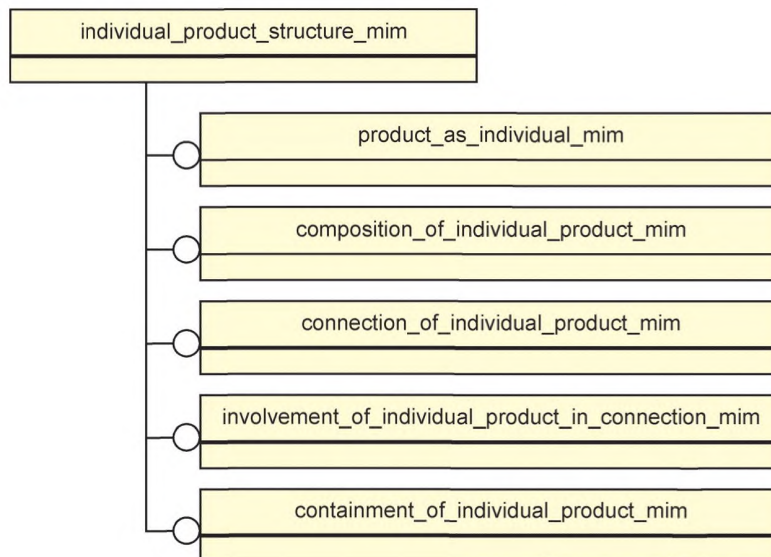 individual_product_structure_mim
product_as_individual_mim
composition_of_individual_product_mim
connection_of_individual_product_mim
involvement_of_individual_product_in_connection_mim
containment_of_individual_product_mim